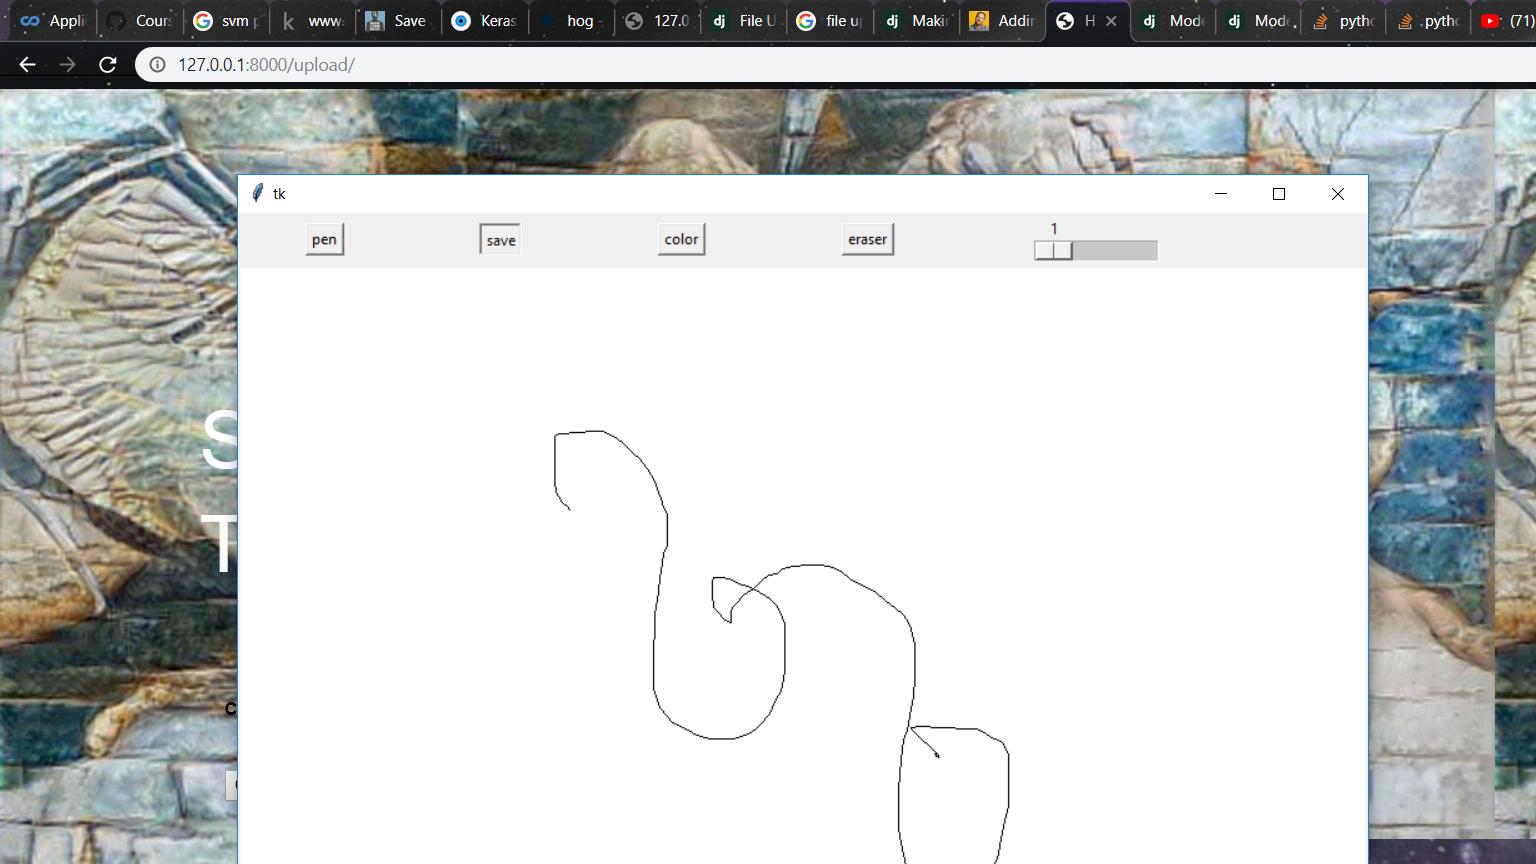 Appli Cours svm p www. Save Keras hog - 127.0 File U file up Makin Addin H Mode Mode pytho pytho (71)
127.0.0.1:8000/upload/
tk
pen save color eraser 1
S
T